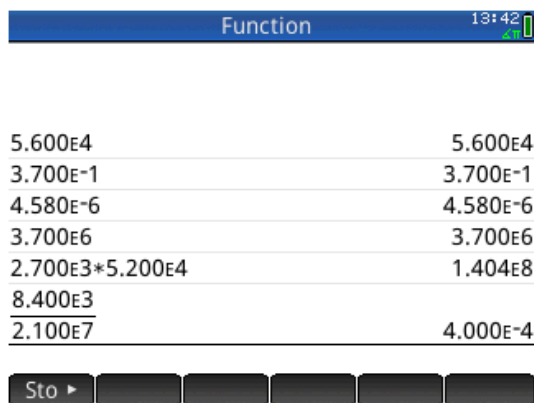 Function 13:42
∡π
5.600E4 5.600E4
3.700E-1 3.700E-1
4.580E-6 4.580E-6
3.700E6 3.700E6
2.700E3*5.200E4 1.404E8
8.400E3
2.100E7 4.000E-4
Sto ►